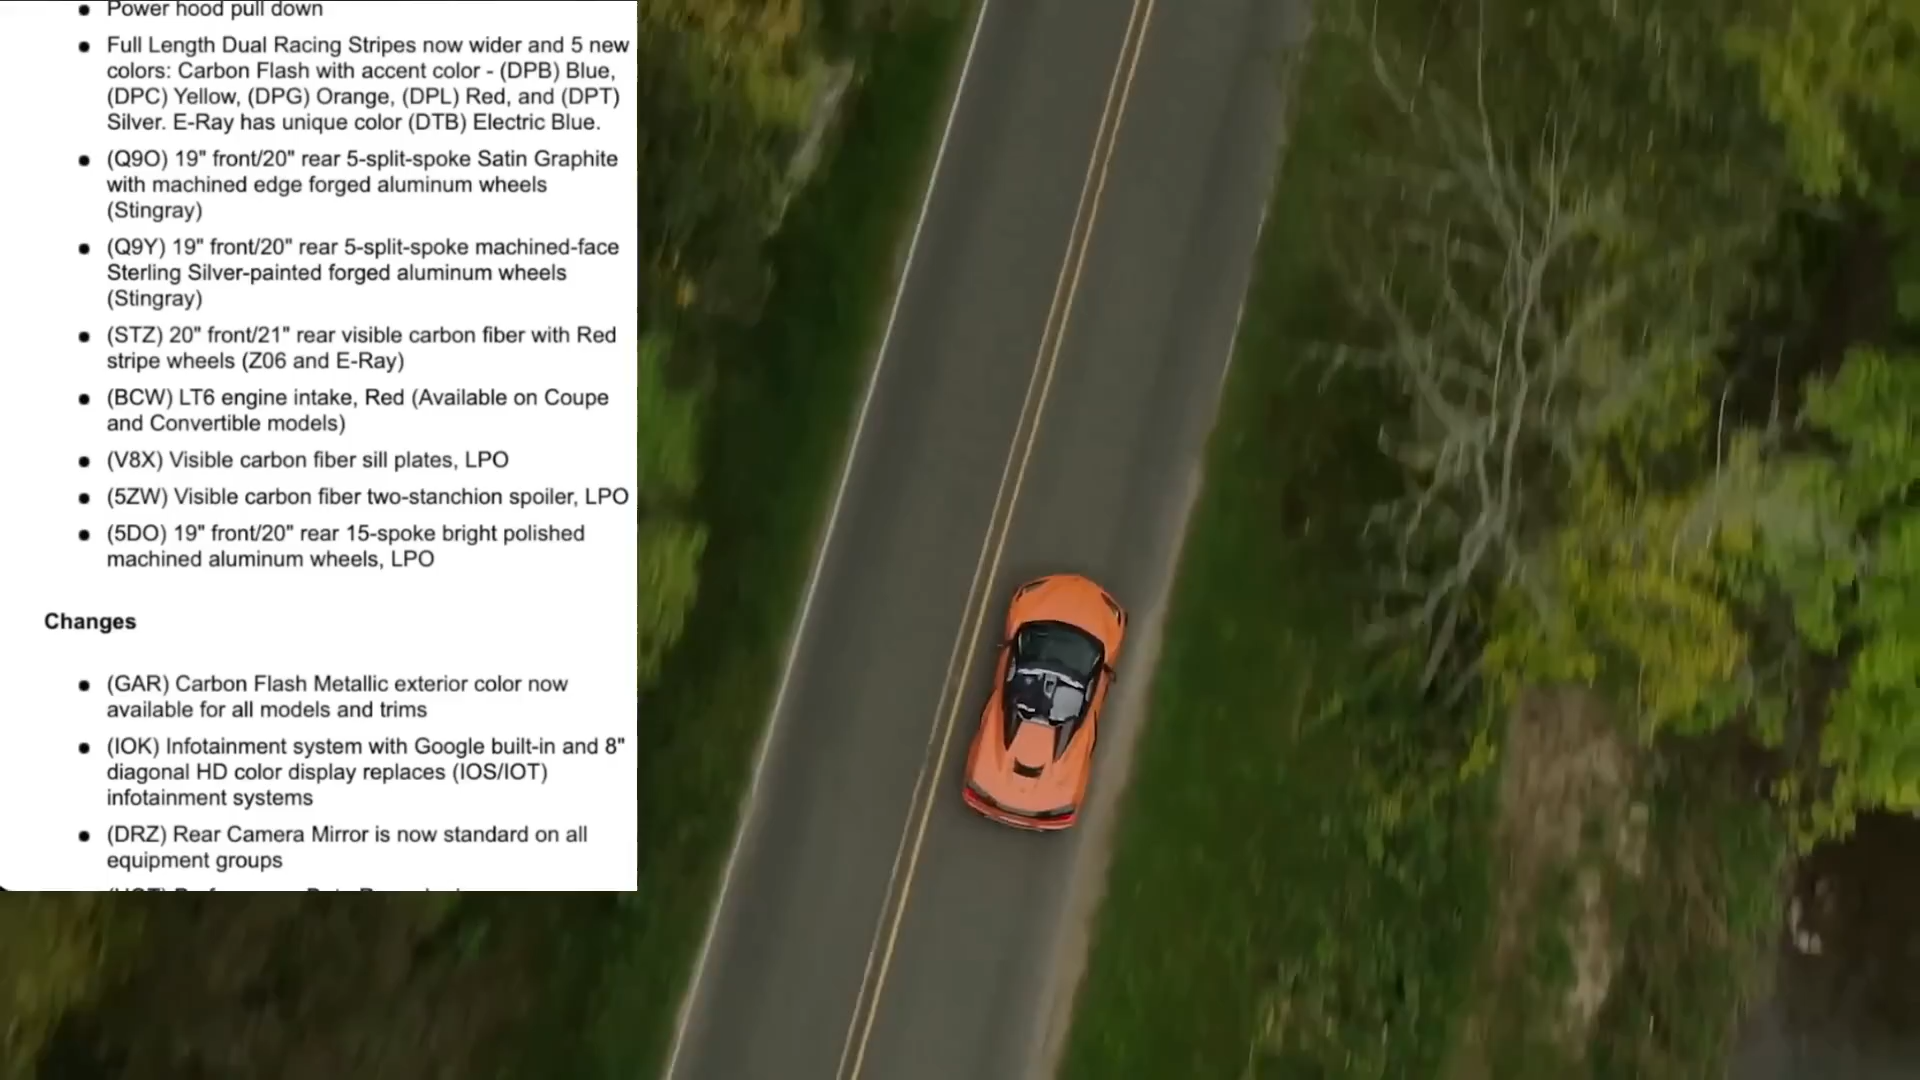 Power hood pull down
Full Length Dual Racing Stripes now wider and 5 new
colors: Carbon Flash with accent color - (DPB) Blue,
(DPC) Yellow, (DPG) Orange, (DPL) Red, and (DPT)
Silver. E-Ray has unique color (DTB) Electric Blue.
(Q9O) 19" front/20" rear 5-split-spoke Satin Graphite
with machined edge forged aluminum wheels
(Stingray)
(Q9Y) 19" front/20" rear 5-split-spoke machined-face
Sterling Silver-painted forged aluminum wheels
(Stingray)
(STZ) 20" front/21" rear visible carbon fiber with Red
stripe wheels (Z06 and E-Ray)
(BCW) LT6 engine intake, Red (Available on Coupe
and Convertible models)
(V8X) Visible carbon fiber sill plates, LPO
(5ZW) Visible carbon fiber two-stanchion spoiler, LPO
(5DO) 19" front/20" rear 15-spoke bright polished
machined aluminum wheels, LPO
Changes
(GAR) Carbon Flash Metallic exterior color now
available for all models and trims
(IOK) Infotainment system with Google built-in and 8"
diagonal HD color display replaces (IOS/IOT)
infotainment systems
(DRZ) Rear Camera Mirror is now standard on all
equipment groups